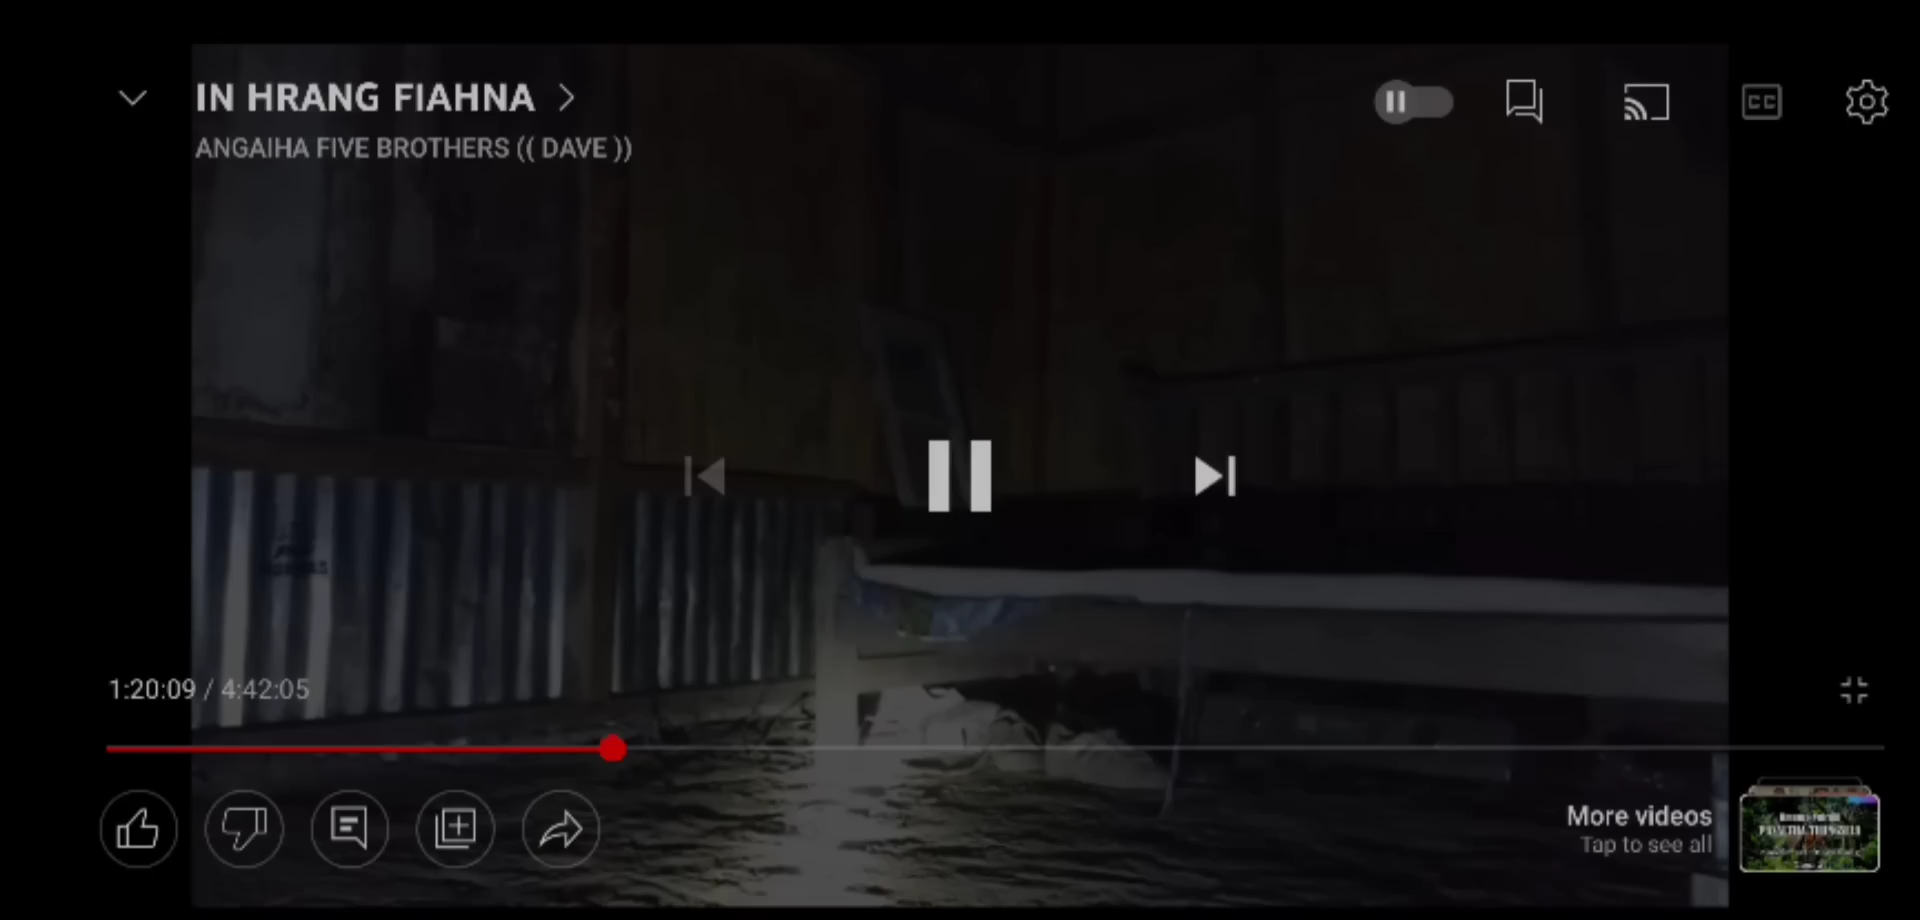 IN HRANG FIAHNA
ANGAIHA FIVE BROTHERS (( DAVE ))
CC
1:20:09 / 4:42:05
More videos
Tap to see all